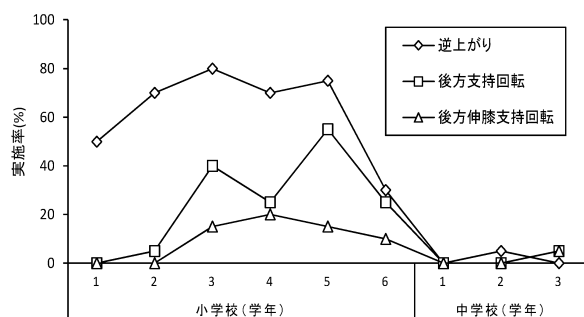 100
80
60
40
20
0
実施率(%)
逆上がり
後方支持回転
後方伸膝支持回転
1 2 3 4 5 6 1 2 3
小学校(学年) 中学校(学年)